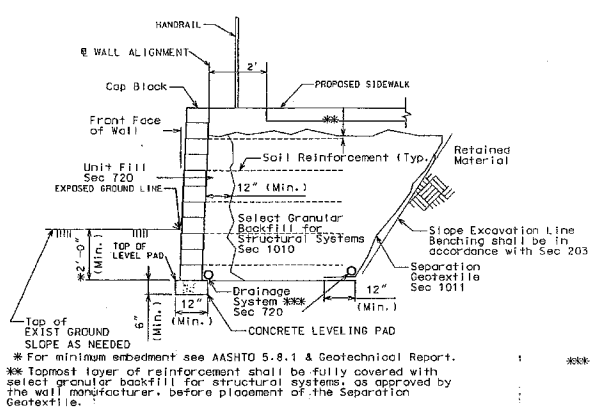 HANDRAIL
℄ WALL ALIGNMENT
2'
Cap Block
PROPOSED SIDEWALK
Front Face
of Wall
**
Soil Reinforcement (Typ.
Retained
Material
Unit Fill
Sec 720
12" (Min.)
EXPOSED GROUND LINE
Select Granular
Backfill for
Structural Systems
Sec 1010
Slope Excavation Line
Benching shall be in
accordance with Sec 203
TOP OF
LEVEL PAD
*2'-0"
(Min.)
Separation
Geotextile
Sec 1011
Drainage
System ***
Sec 720
12"
(Min.)
12"
(Min.)
6"
(Min.)
Top of
EXIST GROUND
SLOPE AS NEEDED
CONCRETE LEVELING PAD
* For minimum embedment see AASHTO 5.8.1 & Geotechnical Report.
***
** Topmost layer of reinforcement shall be fully covered with
select granular backfill for structural systems, as approved by
the wall manufacturer, before placement of the Separation
Geotextile.